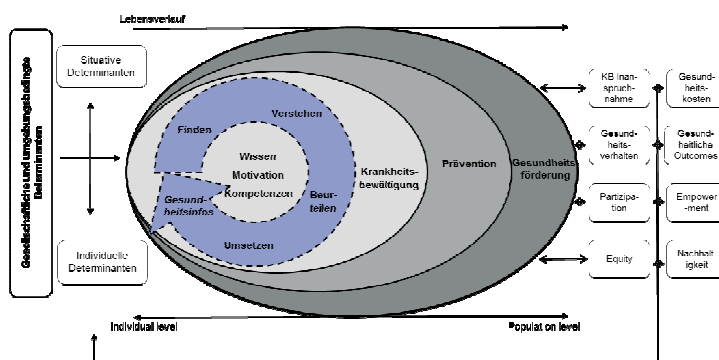 Lebensverlauf
Gesellschaftliche und umgebungsbedingte
Determinanten
Situative
Determinanten
Individuelle
Determinanten
Finden
Verstehen
Wissen
Motivation
Kompetenzen
Gesund-
heitsinfos
Beur-
teilen
Umsetzen
Krankheits-
bewältigung
Prävention
Gesundheits
förderung
KB Inan-
spruch-
nahme
Gesund-
heits-
kosten
Gesund-
heits-
verhalten
Gesund-
heitliche
Outcomes
Partizipa-
tion
Empower
-ment
Equity
Nachhalt
igkeit
Individual level
Population level